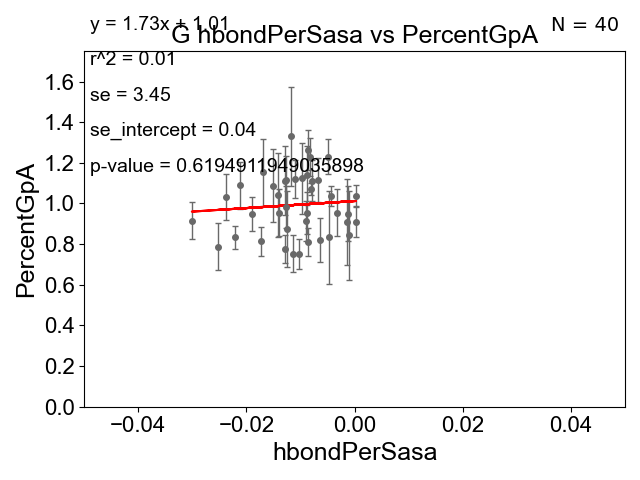 y = 1.73x + 1.01
N = 40
G hbondPerSasa vs PercentGpA
r^2 = 0.01
se = 3.45
se_intercept = 0.04
p-value = 0.6194911949035898
PercentGpA
1.6
1.4
1.2
1.0
0.8
0.6
0.4
0.2
0.0
−0.04 −0.02 0.00 0.02 0.04
hbondPerSasa